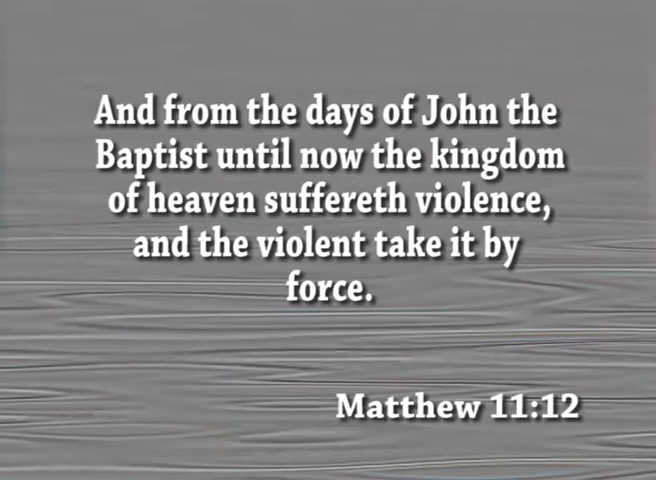 And from the days of John the
Baptist until now the kingdom
of heaven suffereth violence,
and the violent take it by
force.
Matthew 11:12